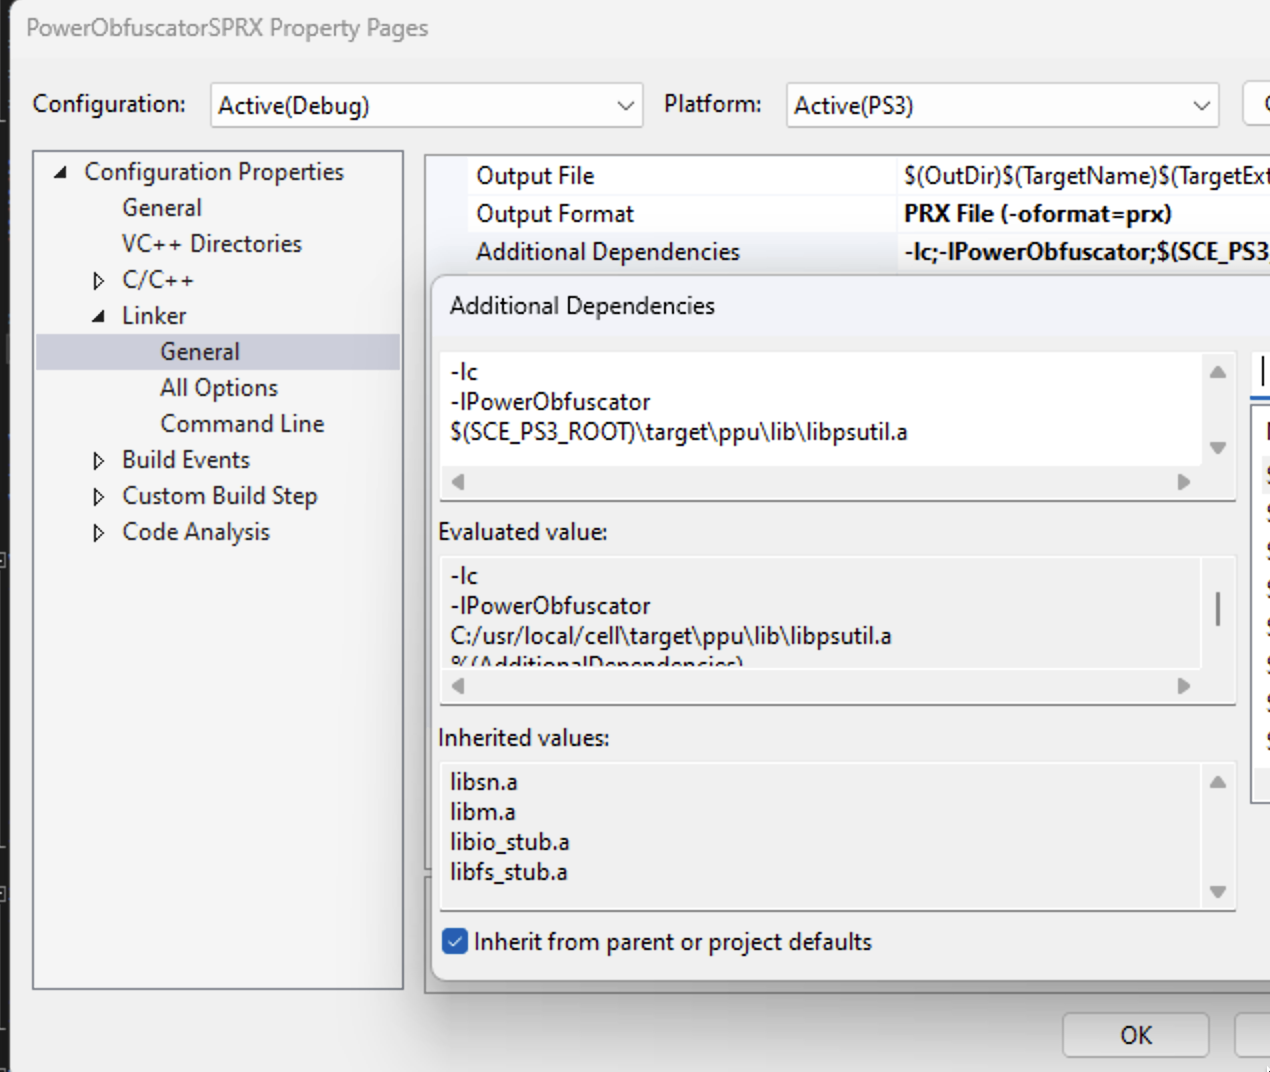 PowerObfuscatorSPRX Property Pages
Configuration: Active(Debug) Platform: Active(PS3)
Configuration Properties
General
VC++ Directories
C/C++
Linker
General
All Options
Command Line
Build Events
Custom Build Step
Code Analysis
Output File $(OutDir)$(TargetName)$(TargetExt
Output Format PRX File (-oformat=prx)
Additional Dependencies -lc;-lPowerObfuscator;$(SCE_PS3
Additional Dependencies
-lc
-lPowerObfuscator
$(SCE_PS3_ROOT)\target\ppu\lib\libpsutil.a
Evaluated value:
-lc
-lPowerObfuscator
C:/usr/local/cell\target\ppu\lib\libpsutil.a
%(AdditionalDependencies)
Inherited values:
libsn.a
libm.a
libio_stub.a
libfs_stub.a
Inherit from parent or project defaults
OK